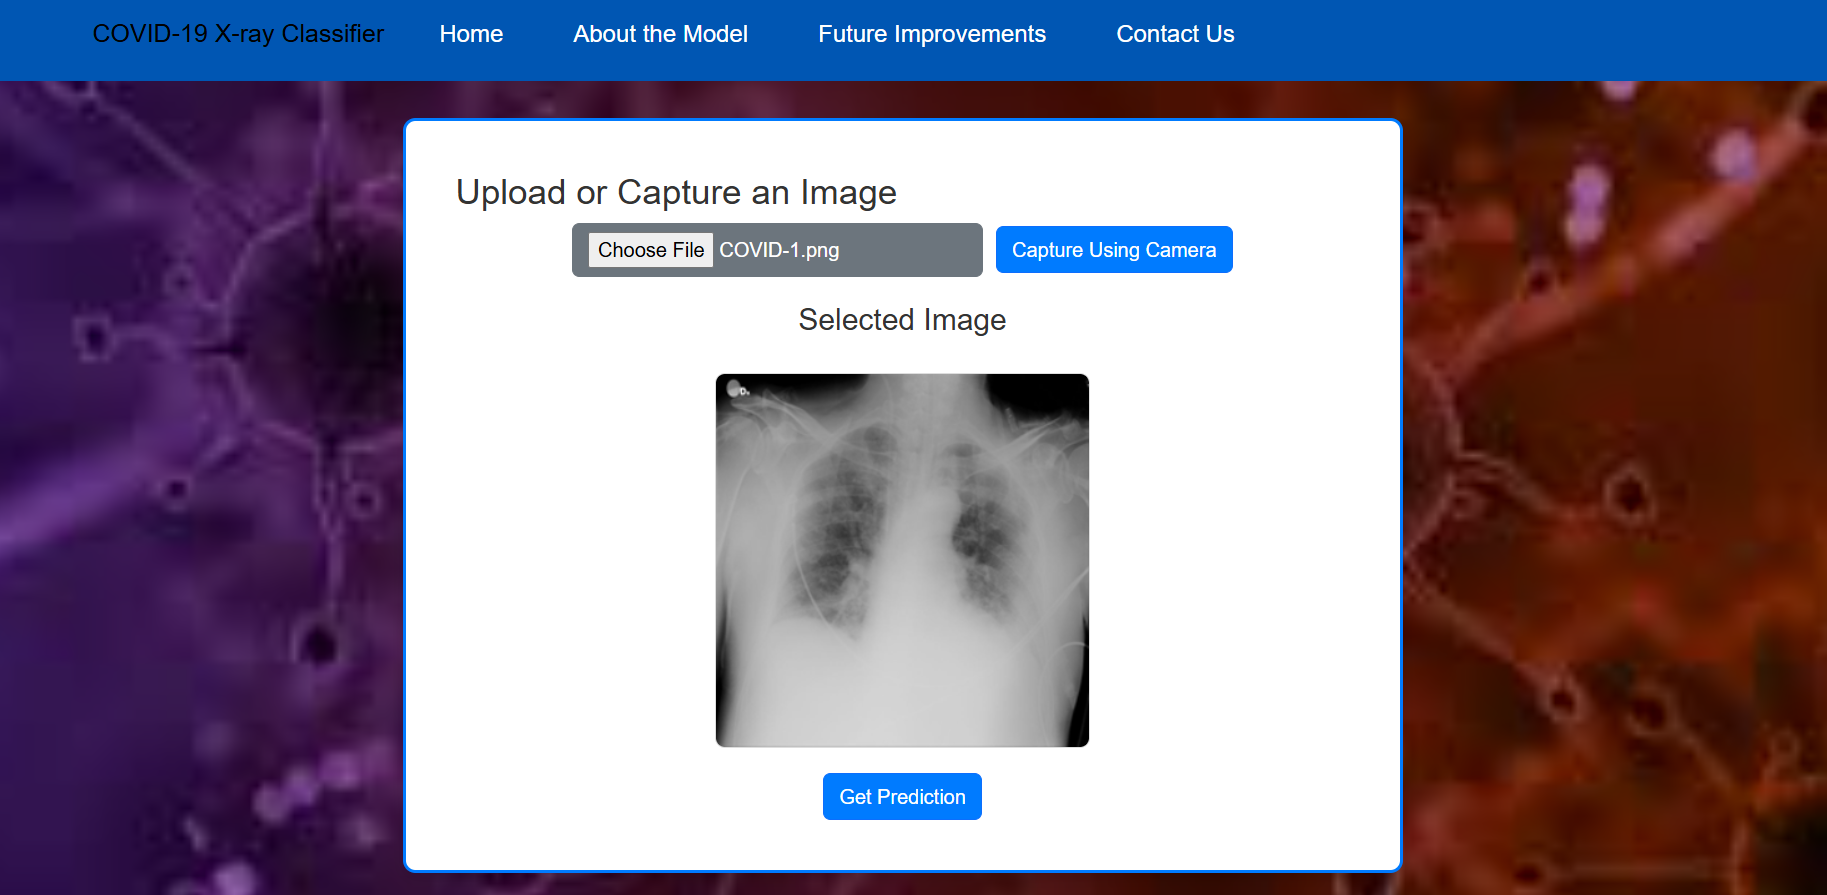 COVID-19 X-ray Classifier Home About the Model Future Improvements Contact Us
Upload or Capture an Image
Choose File COVID-1.png Capture Using Camera
Selected Image
Get Prediction